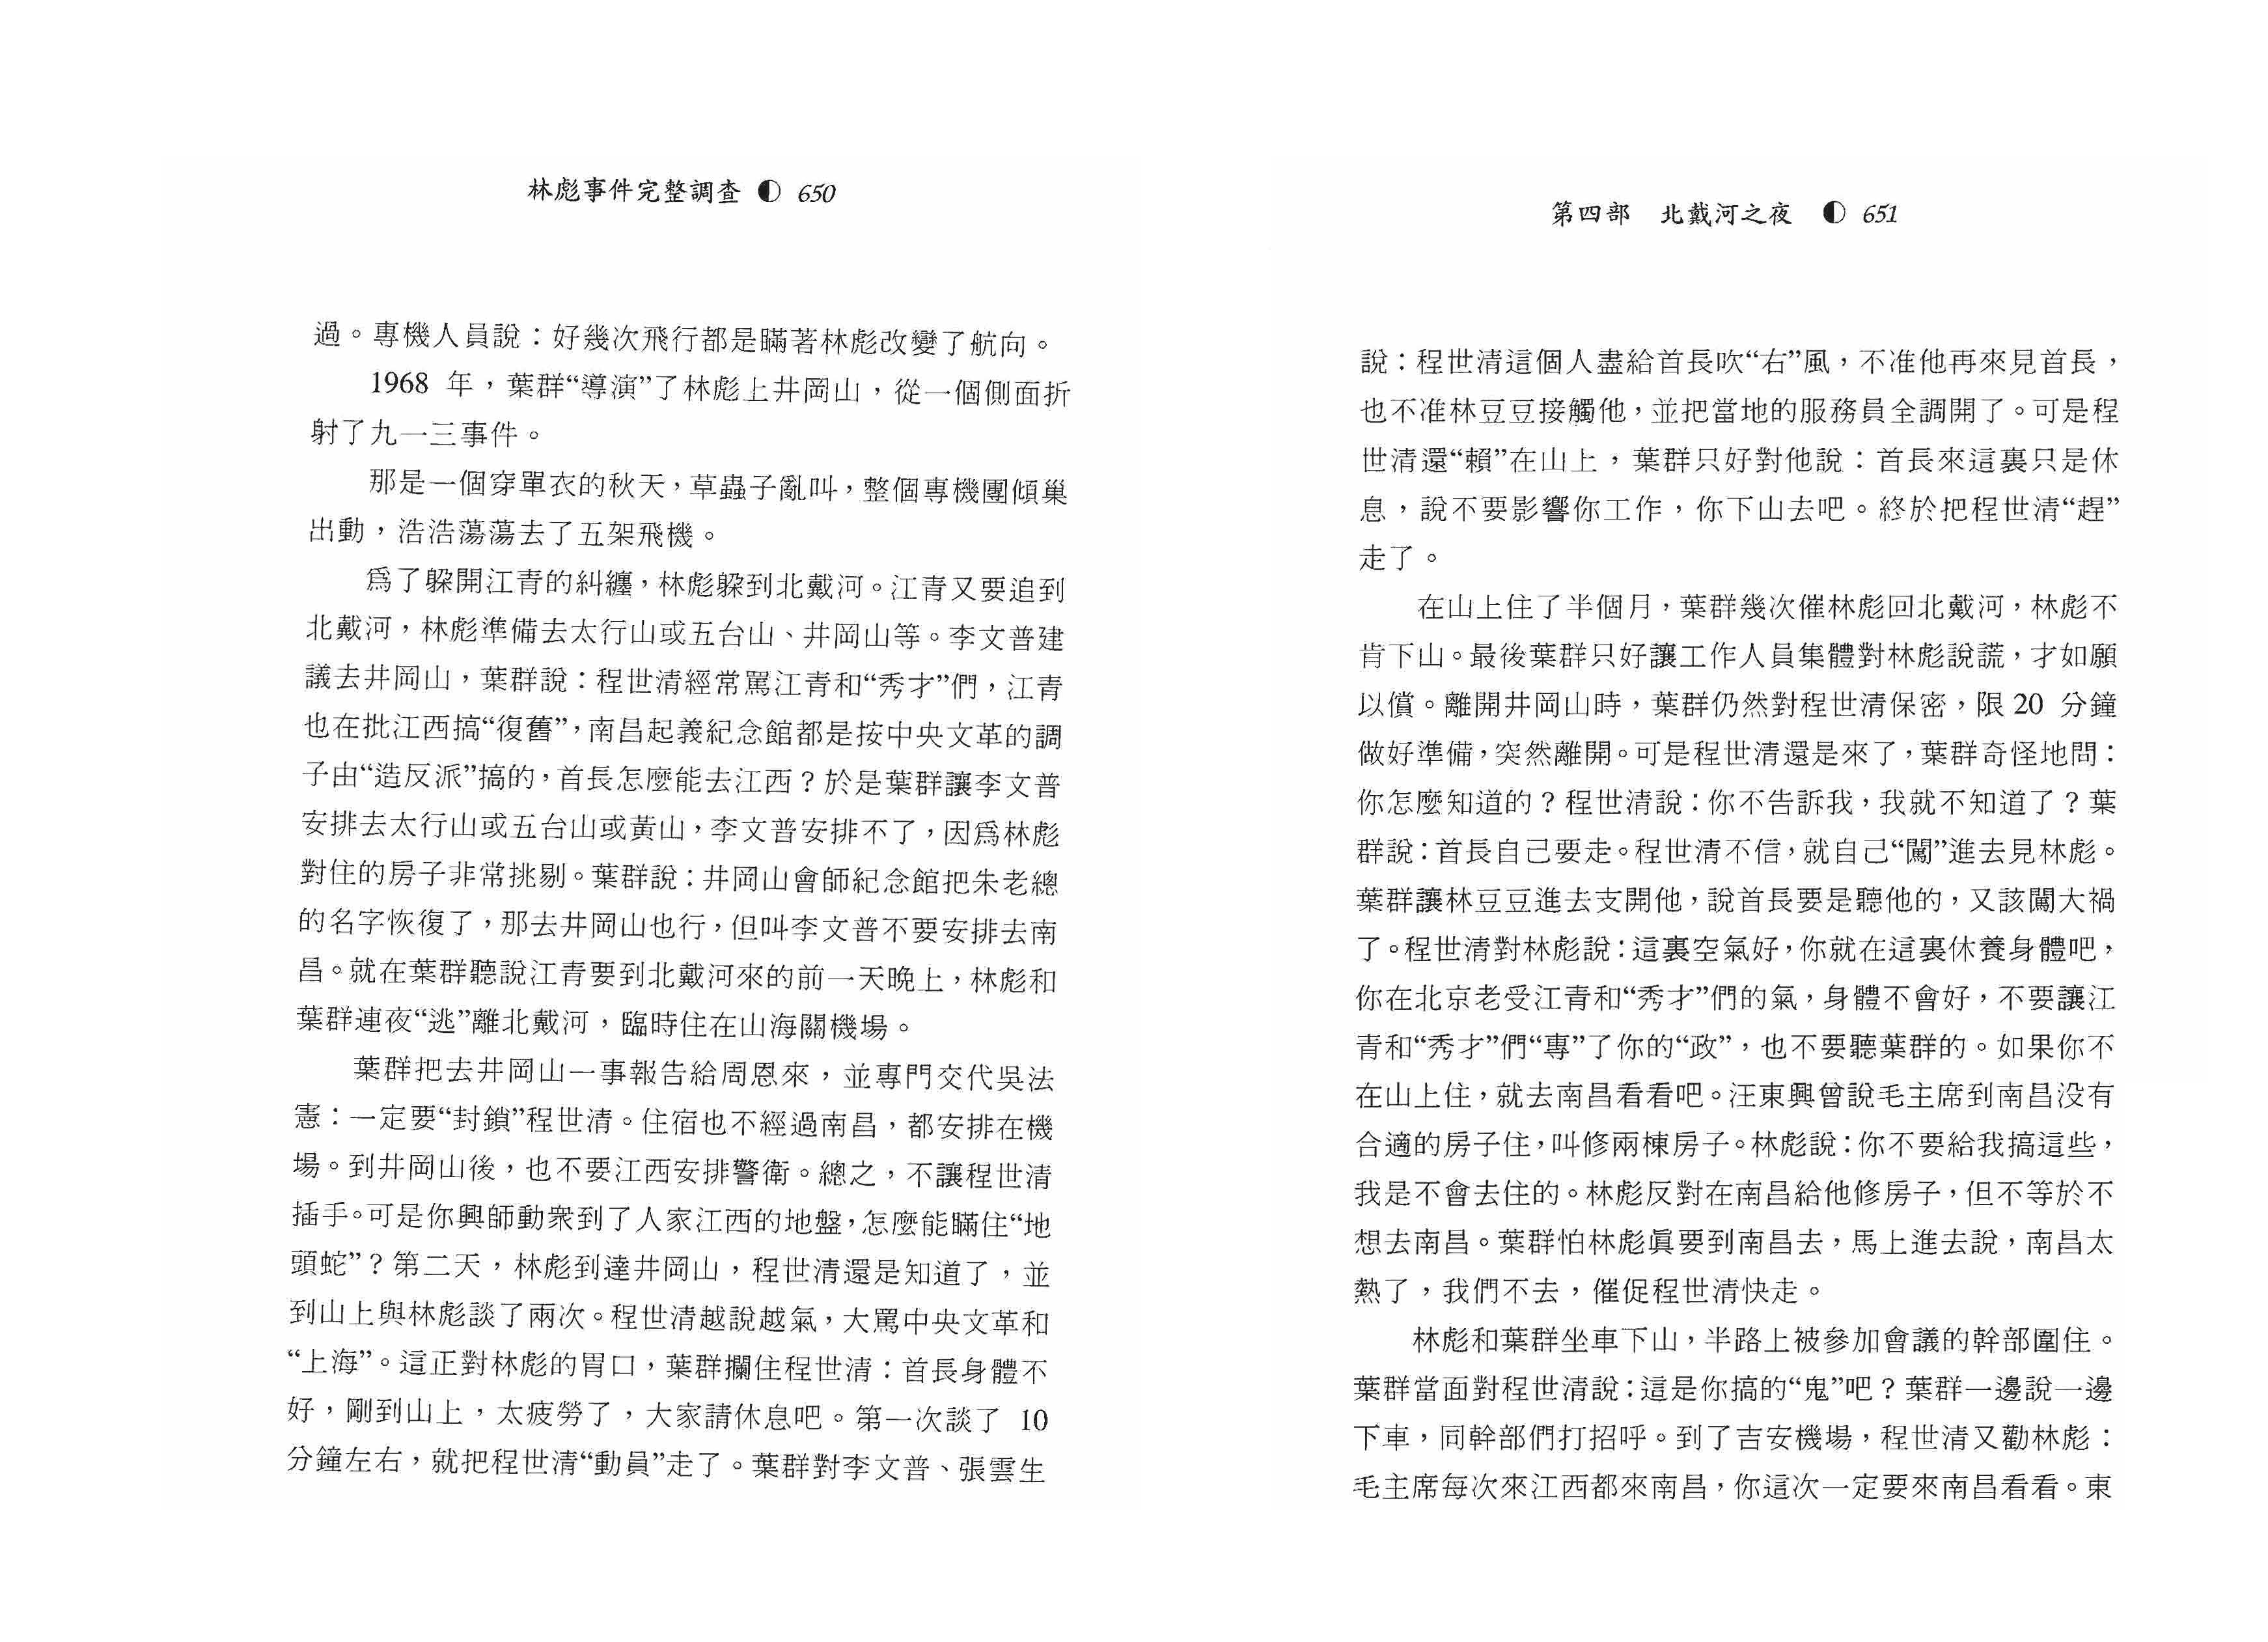 林彪事件完整調查 ◐ 650
過。專機人員說：好幾次飛行都是瞞著林彪改變了航向。
1968 年，葉群“導演”了林彪上井岡山，從一個側面折
射了九一三事件。
那是一個穿單衣的秋天，草蟲子亂叫，整個專機團傾巢
出動，浩浩蕩蕩去了五架飛機。
爲了躲開江青的糾纏，林彪躲到北戴河。江青又要追到
北戴河，林彪準備去太行山或五台山、井岡山等。李文普建
議去井岡山，葉群說：程世清經常罵江青和“秀才”們，江青
也在批江西搞“復舊”，南昌起義紀念館都是按中央文革的調
子由“造反派”搞的，首長怎麼能去江西？於是葉群讓李文普
安排去太行山或五台山或黃山，李文普安排不了，因爲林彪
對住的房子非常挑剔。葉群說：井岡山會師紀念館把朱老總
的名字恢復了，那去井岡山也行，但叫李文普不要安排去南
昌。就在葉群聽說江青要到北戴河來的前一天晚上，林彪和
葉群連夜“逃”離北戴河，臨時住在山海關機場。
葉群把去井岡山一事報告給周恩來，並專門交代吳法
憲：一定要“封鎖”程世清。住宿也不經過南昌，都安排在機
場。到井岡山後，也不要江西安排警衛。總之，不讓程世清
插手。可是你興師動衆到了人家江西的地盤，怎麼能瞞住“地
頭蛇”？第二天，林彪到達井岡山，程世清還是知道了，並
到山上與林彪談了兩次。程世清越說越氣，大罵中央文革和
“上海”。這正對林彪的胃口，葉群攔住程世清：首長身體不
好，剛到山上，太疲勞了，大家請休息吧。第一次談了 10
分鐘左右，就把程世清“動員”走了。葉群對李文普、張雲生
第四部 北戴河之夜 ◐ 651
說：程世清這個人盡給首長吹“右”風，不准他再來見首長，
也不准林豆豆接觸他，並把當地的服務員全調開了。可是程
世清還“賴”在山上，葉群只好對他說：首長來這裏只是休
息，說不要影響你工作，你下山去吧。終於把程世清“趕”
走了。
在山上住了半個月，葉群幾次催林彪回北戴河，林彪不
肯下山。最後葉群只好讓工作人員集體對林彪說謊，才如願
以償。離開井岡山時，葉群仍然對程世清保密，限 20 分鐘
做好準備，突然離開。可是程世清還是來了，葉群奇怪地問：
你怎麼知道的？程世清說：你不告訴我，我就不知道了？葉
群說：首長自己要走。程世清不信，就自己“闖”進去見林彪。
葉群讓林豆豆進去支開他，說首長要是聽他的，又該闖大禍
了。程世清對林彪說：這裏空氣好，你就在這裏休養身體吧，
你在北京老受江青和“秀才”們的氣，身體不會好，不要讓江
青和“秀才”們“專”了你的“政”，也不要聽葉群的。如果你不
在山上住，就去南昌看看吧。汪東興曾說毛主席到南昌没有
合適的房子住，叫修兩棟房子。林彪說：你不要給我搞這些，
我是不會去住的。林彪反對在南昌給他修房子，但不等於不
想去南昌。葉群怕林彪眞要到南昌去，馬上進去說，南昌太
熱了，我們不去，催促程世清快走。
林彪和葉群坐車下山，半路上被參加會議的幹部圍住。
葉群當面對程世清說：這是你搞的“鬼”吧？葉群一邊說一邊
下車，同幹部們打招呼。到了吉安機場，程世清又勸林彪：
毛主席每次來江西都來南昌，你這次一定要來南昌看看。東